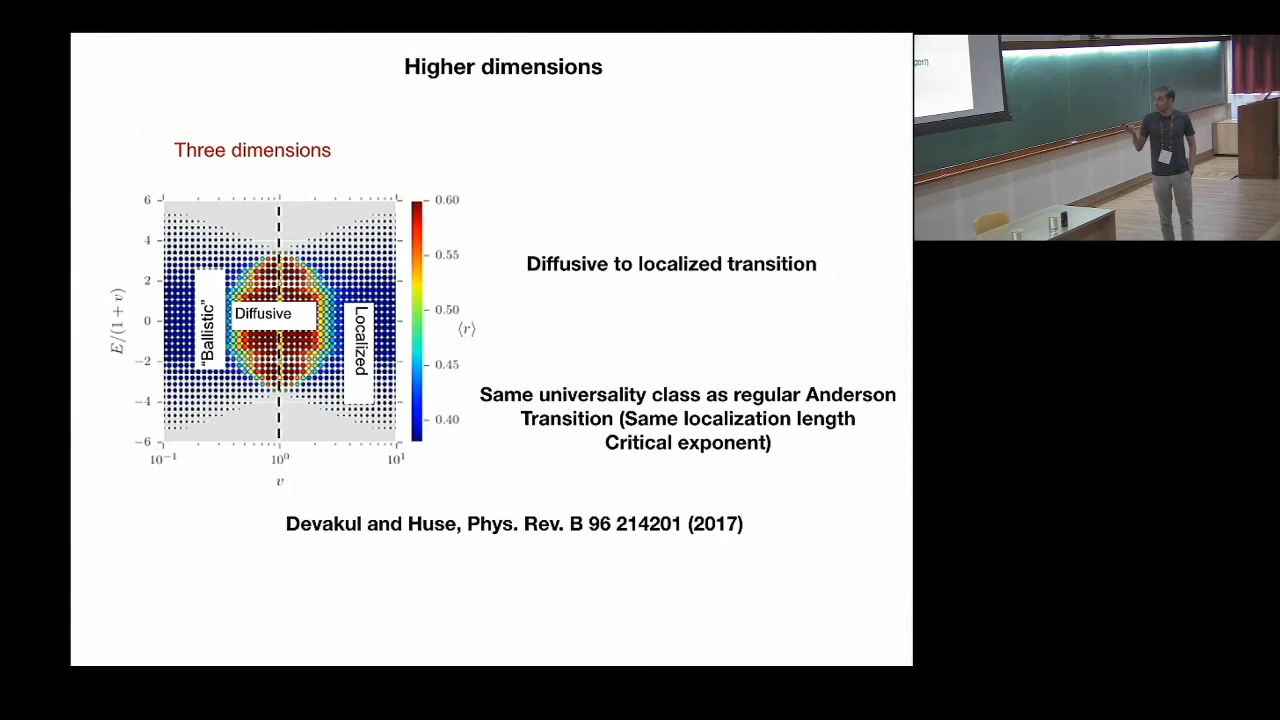 Higher dimensions
Three dimensions
6
4
2
0
−2
−4
−6
E/(1 + v)
10⁻¹
10⁰
10¹
v
"Ballistic"
Diffusive
Localized
0.60
0.55
0.50
0.45
0.40
⟨r⟩
Diffusive to localized transition
Same universality class as regular Anderson
Transition (Same localization length
Critical exponent)
Devakul and Huse, Phys. Rev. B 96 214201 (2017)
2017)